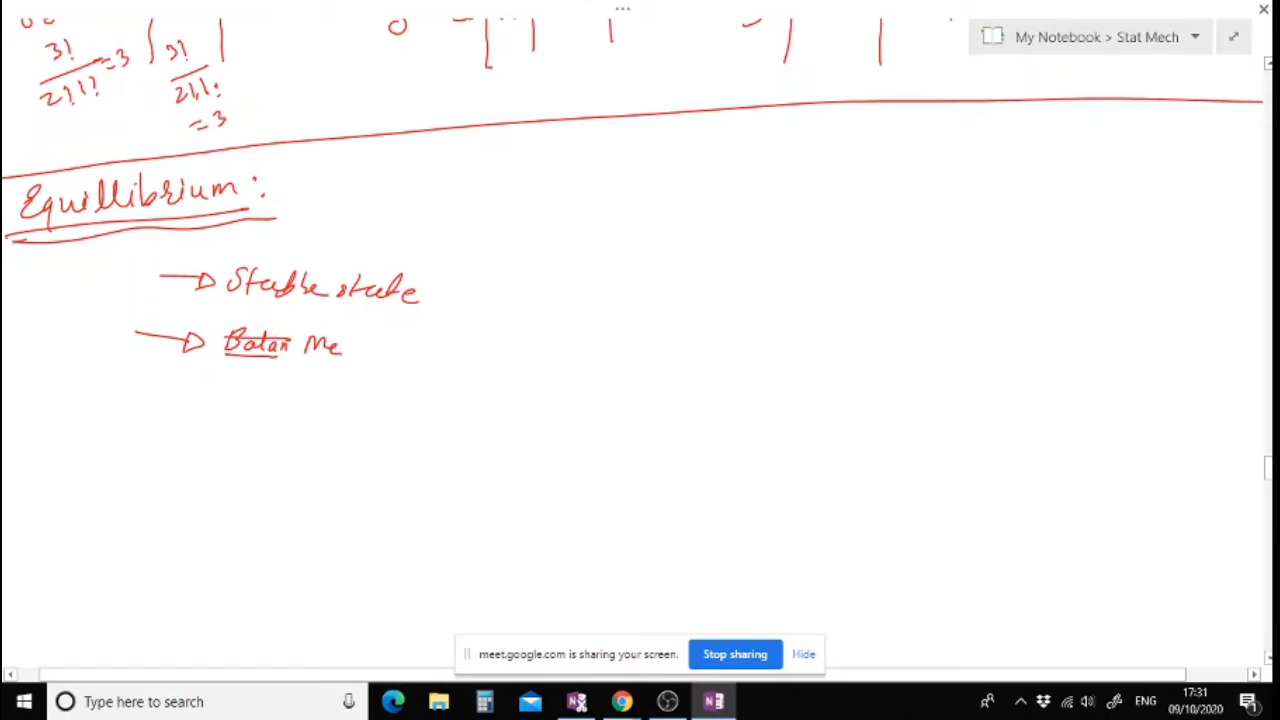 My Notebook > Stat Mech
3!
2!1! =3
3!
2!1!
=3
Equillibrium:
Stable state
Balan Me
meet.google.com is sharing your screen.
Stop sharing
Hide
Type here to search
ENG
17:31
09/10/2020